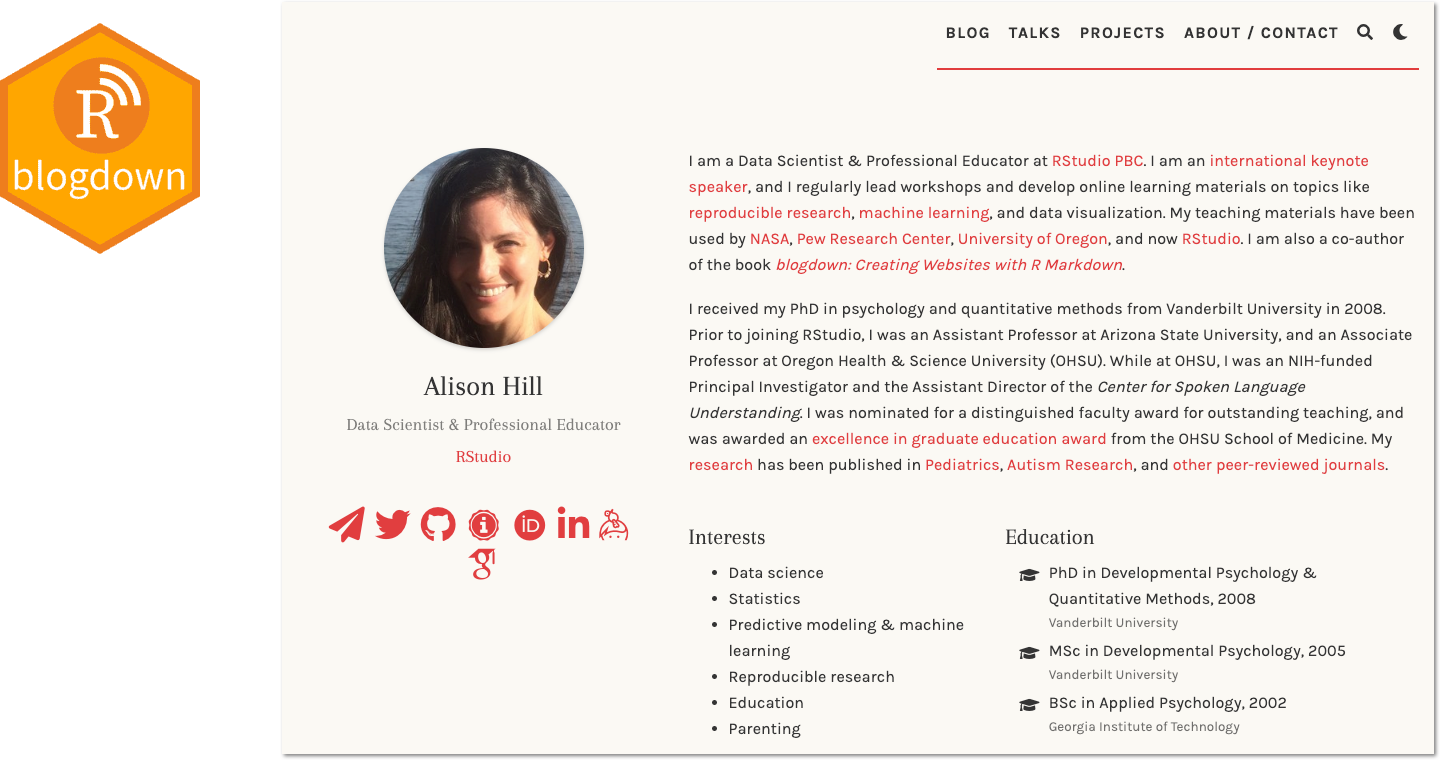 R
blogdown
BLOG TALKS PROJECTS ABOUT / CONTACT
Alison Hill
Data Scientist & Professional Educator
RStudio
iD
in
g
I am a Data Scientist & Professional Educator at RStudio PBC. I am an international keynote
speaker, and I regularly lead workshops and develop online learning materials on topics like
reproducible research, machine learning, and data visualization. My teaching materials have been
used by NASA, Pew Research Center, University of Oregon, and now RStudio. I am also a co-author
of the book blogdown: Creating Websites with R Markdown.
I received my PhD in psychology and quantitative methods from Vanderbilt University in 2008.
Prior to joining RStudio, I was an Assistant Professor at Arizona State University, and an Associate
Professor at Oregon Health & Science University (OHSU). While at OHSU, I was an NIH-funded
Principal Investigator and the Assistant Director of the Center for Spoken Language
Understanding. I was nominated for a distinguished faculty award for outstanding teaching, and
was awarded an excellence in graduate education award from the OHSU School of Medicine. My
research has been published in Pediatrics, Autism Research, and other peer-reviewed journals.
Interests
Data science
Statistics
Predictive modeling & machine
learning
Reproducible research
Education
Parenting
Education
PhD in Developmental Psychology &
Quantitative Methods, 2008
Vanderbilt University
MSc in Developmental Psychology, 2005
Vanderbilt University
BSc in Applied Psychology, 2002
Georgia Institute of Technology